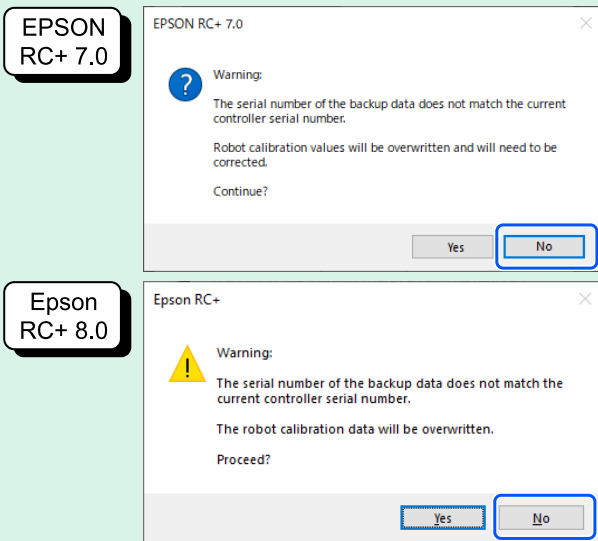 EPSON
RC+ 7.0
EPSON RC+ 7.0
Warning:
The serial number of the backup data does not match the current
controller serial number.
Robot calibration values will be overwritten and will need to be
corrected.
Continue?
Yes
No
Epson
RC+ 8.0
Epson RC+
Warning:
The serial number of the backup data does not match the
current controller serial number.
The robot calibration data will be overwritten.
Proceed?
Yes
No